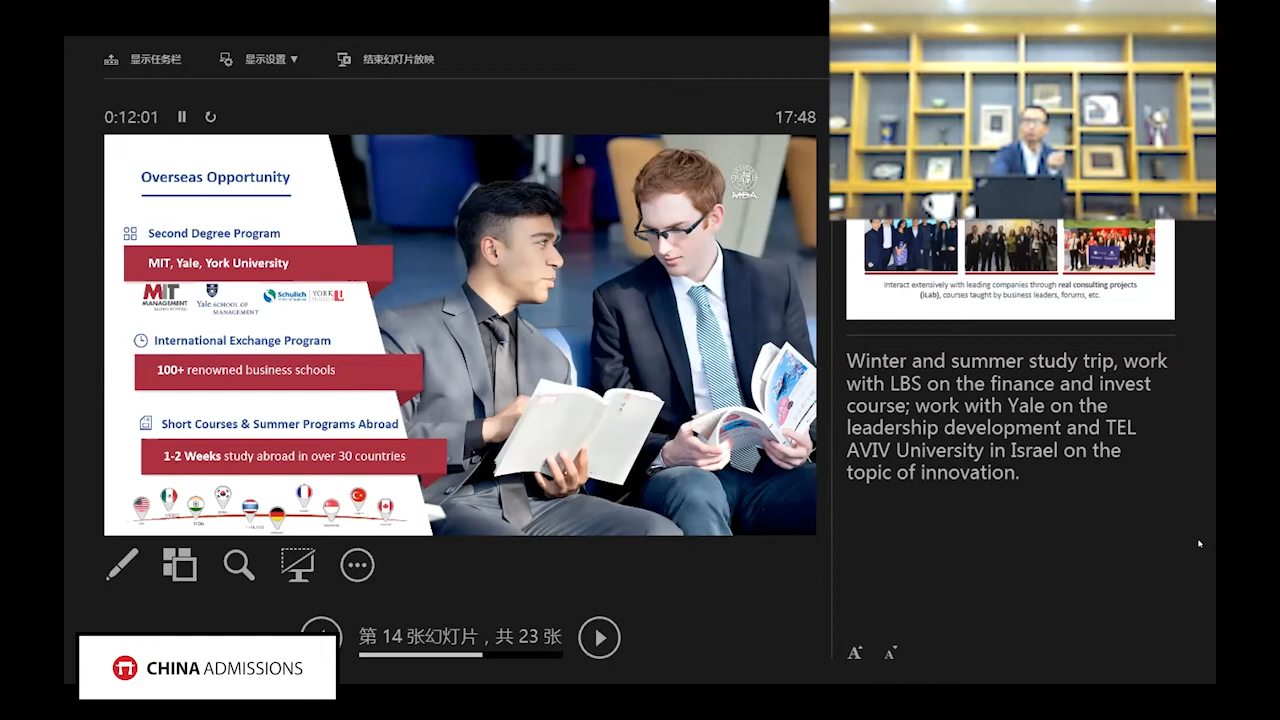 显示任务栏
显示设置 ▼
结束幻灯片放映
0:12:01
17:48
Overseas Opportunity
Second Degree Program
MIT, Yale, York University
MIT
MANAGEMENT
Yale SCHOOL OF
MANAGEMENT
Schulich
YORK
U
International Exchange Program
100+ renowned business schools
Short Courses & Summer Programs Abroad
1-2 Weeks study abroad in over 30 countries
MBA
Interact extensively with leading companies through real consulting projects
(iLab), courses taught by business leaders, forums, etc.
Winter and summer study trip, work
with LBS on the finance and invest
course; work with Yale on the
leadership development and TEL
AVIV University in Israel on the
topic of innovation.
第 14 张幻灯片，共 23 张
A
A
CHINA ADMISSIONS